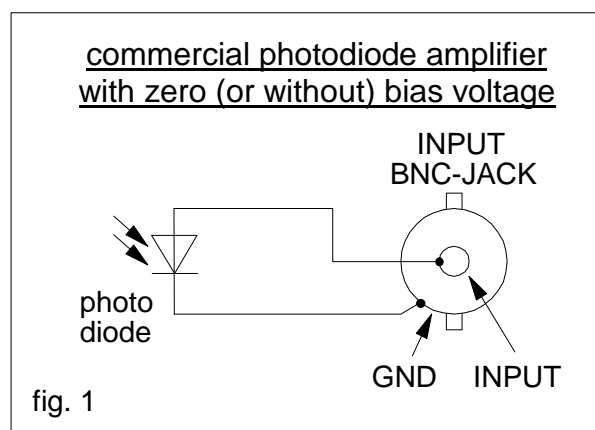 commercial photodiode amplifier
with zero (or without) bias voltage
INPUT
BNC-JACK
photo
diode
GND
INPUT
fig. 1